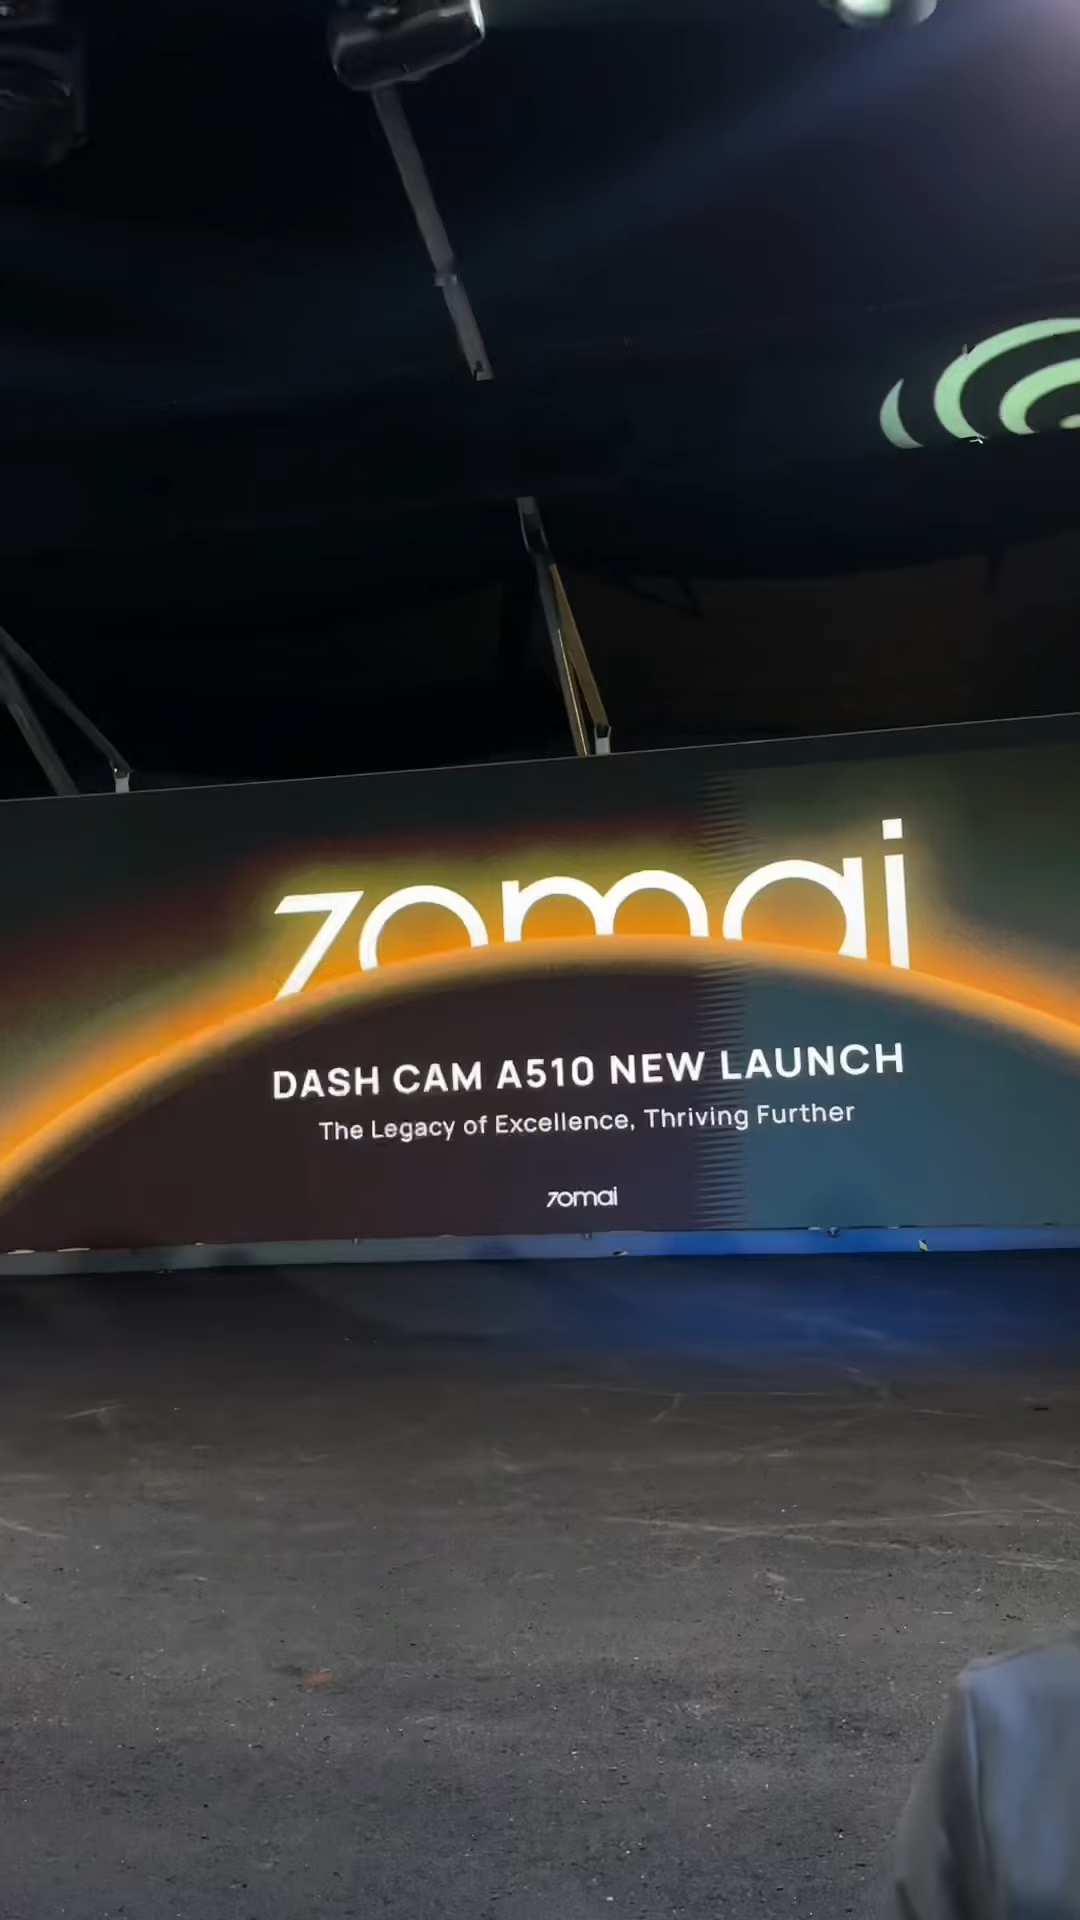 70mai
DASH CAM A510 NEW LAUNCH
The Legacy of Excellence, Thriving Further
70mai